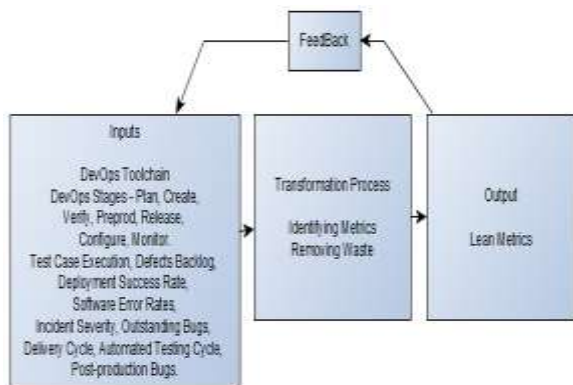 FeedBack
Inputs
DevOps Toolchain
DevOps Stages - Plan, Create,
Verify, Preprod, Release,
Configure, Monitor.
Test Case Execution, Defects Backlog,
Deployment Success Rate,
Software Error Rates,
Incident Severity, Outstanding Bugs,
Delivery Cycle, Automated Testing Cycle,
Post-production Bugs.
Transformation Process
Identifying Metrics
Removing Waste
Output
Lean Metrics